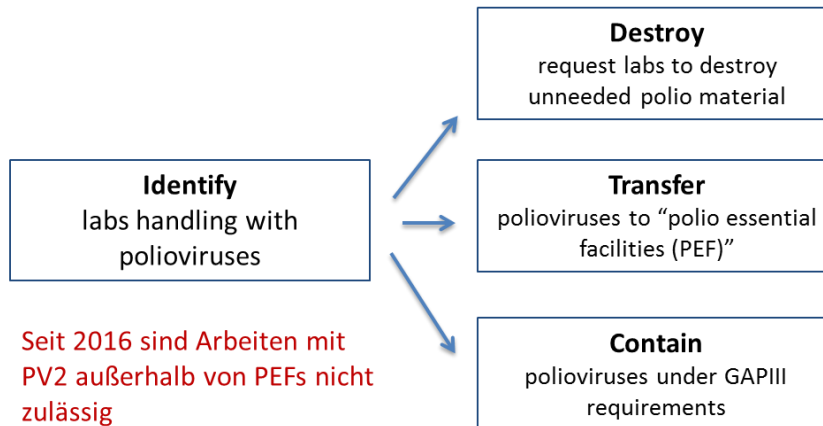 Destroy
request labs to destroy
unneeded polio material
Identify
labs handling with
polioviruses
Transfer
polioviruses to “polio essential
facilities (PEF)”
Seit 2016 sind Arbeiten mit
PV2 außerhalb von PEFs nicht
zulässig
Contain
polioviruses under GAPIII
requirements